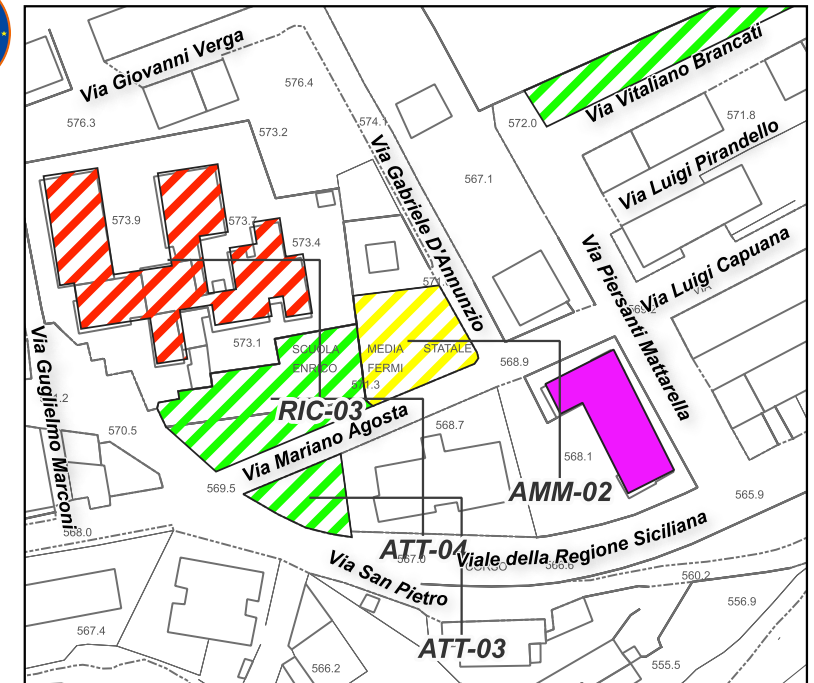 Via Giovanni Verga
Via Vitaliano Brancati
576.4
576.3
573.2
574.
572.0
571.8
567.1
Via Luigi Pirandello
Via Gabriele D'Annunzio
573.9
573.7
573.4
Via Luigi Capuana
Via Piersanti Mattarella
VIA
571.
573.1
SCUOLA MEDIA STATALE
ENRICO FERMI
568.9
571.3
Via Guglielmo Marconi
.2
RIC-03
Via Mariano Agosta
570.5
568.7
568.1
569.5
AMM-02
565.9
568.0
ATT-04
Viale della Regione Siciliana
567.0
CORSO
566.6
Via San Pietro
560.2
556.9
567.4
ATT-03
566.2
555.5